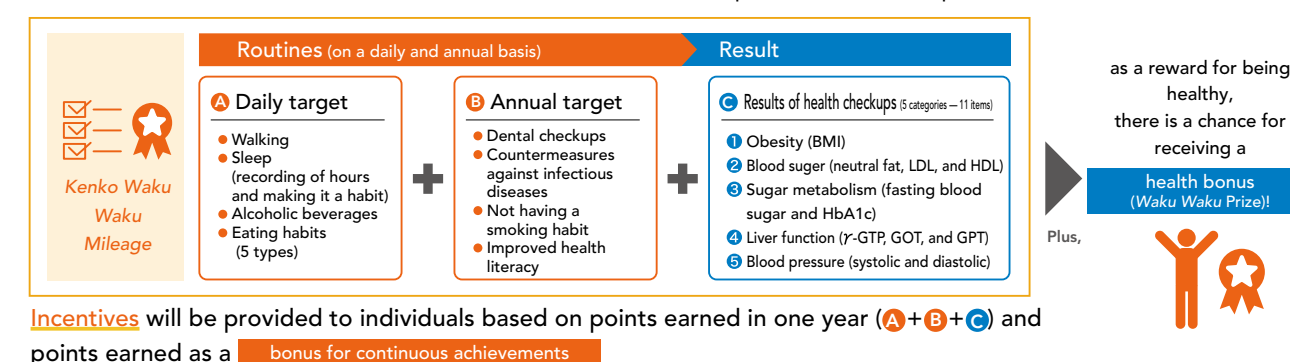 Routines (on a daily and annual basis)
Result
Kenko Waku
Waku
Mileage
A Daily target
● Walking
● Sleep
(recording of hours
and making it a habit)
● Alcoholic beverages
● Eating habits
(5 types)
B Annual target
● Dental checkups
● Countermeasures
against infectious
diseases
● Not having a
smoking habit
● Improved health
literacy
C Results of health checkups (5 categories — 11 items)
1 Obesity (BMI)
2 Blood suger (neutral fat, LDL, and HDL)
3 Sugar metabolism (fasting blood
sugar and HbA1c)
4 Liver function (γ-GTP, GOT, and GPT)
5 Blood pressure (systolic and diastolic)
Plus,
as a reward for being
healthy,
there is a chance for
receiving a
health bonus
(Waku Waku Prize)!
Incentives will be provided to individuals based on points earned in one year (A+B+C) and
points earned as a bonus for continuous achievements